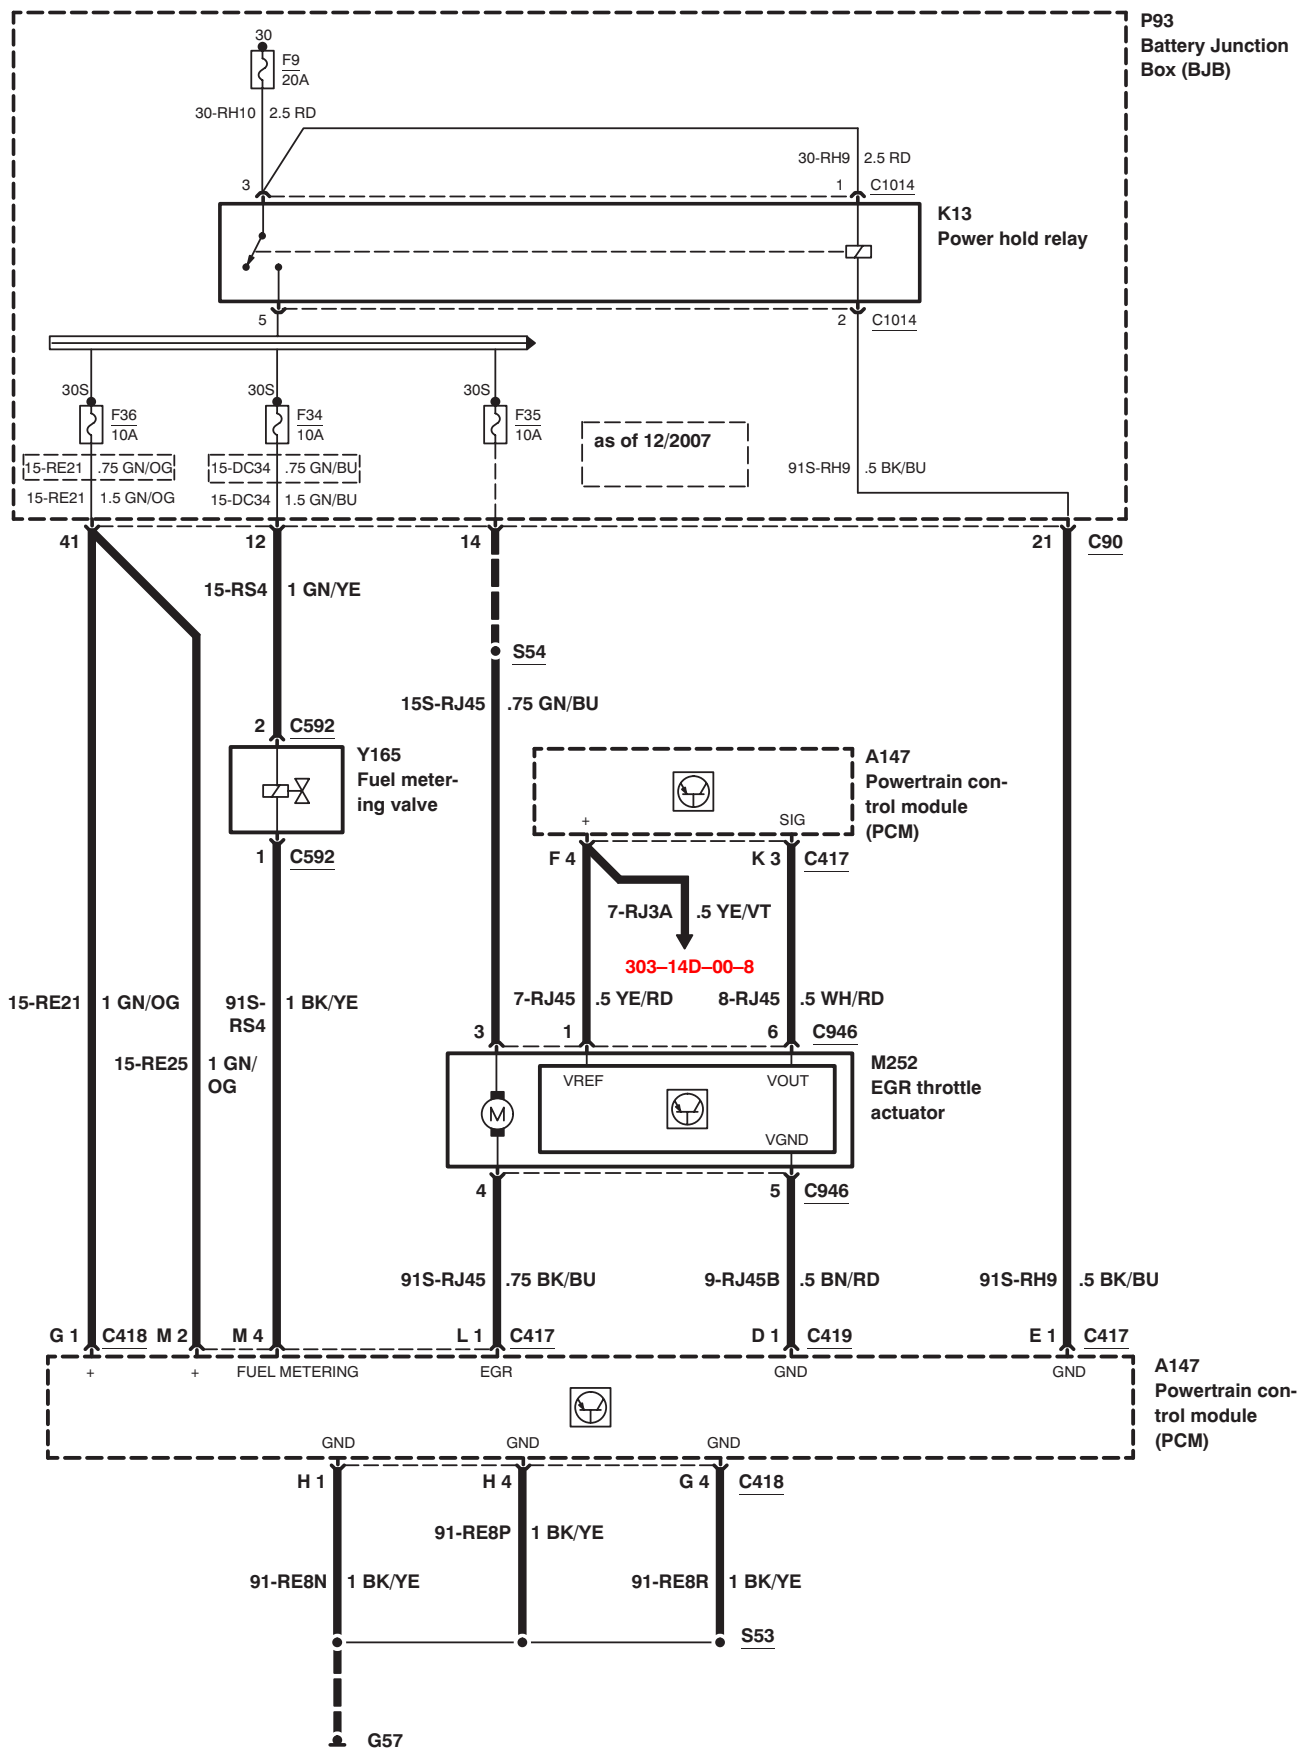 P93
Battery Junction
Box (BJB)
30
F9
20A
30-RH10 2.5 RD
30-RH9 2.5 RD
3 1 C1014
K13
Power hold relay
5 2 C1014
30S 30S 30S
F36 F34 F35
10A 10A 10A
as of 12/2007
15-RE21 .75 GN/OG 15-DC34 .75 GN/BU 91S-RH9 .5 BK/BU
15-RE21 1.5 GN/OG 15-DC34 1.5 GN/BU
41 12 14 21 C90
15-RS4 1 GN/YE
S54
15S-RJ45 .75 GN/BU
2 C592
Y165
Fuel meter-
ing valve
A147
Powertrain con-
trol module
(PCM)
+ SIG
1 C592 F 4 K 3 C417
7-RJ3A .5 YE/VT
303–14D–00–8
15-RE21 1 GN/OG 91S-
RS4 1 BK/YE 7-RJ45 .5 YE/RD 8-RJ45 .5 WH/RD
3 1 6 C946
15-RE25 1 GN/
OG
M252
EGR throttle
actuator
VREF VOUT
M
VGND
4 5 C946
91S-RJ45 .75 BK/BU 9-RJ45B .5 BN/RD 91S-RH9 .5 BK/BU
G 1 C418 M 2 M 4 L 1 C417 D 1 C419 E 1 C417
+ + FUEL METERING EGR GND GND
A147
Powertrain con-
trol module
(PCM)
GND GND GND
H 1 H 4 G 4 C418
91-RE8P 1 BK/YE
91-RE8N 1 BK/YE 91-RE8R 1 BK/YE
S53
G57